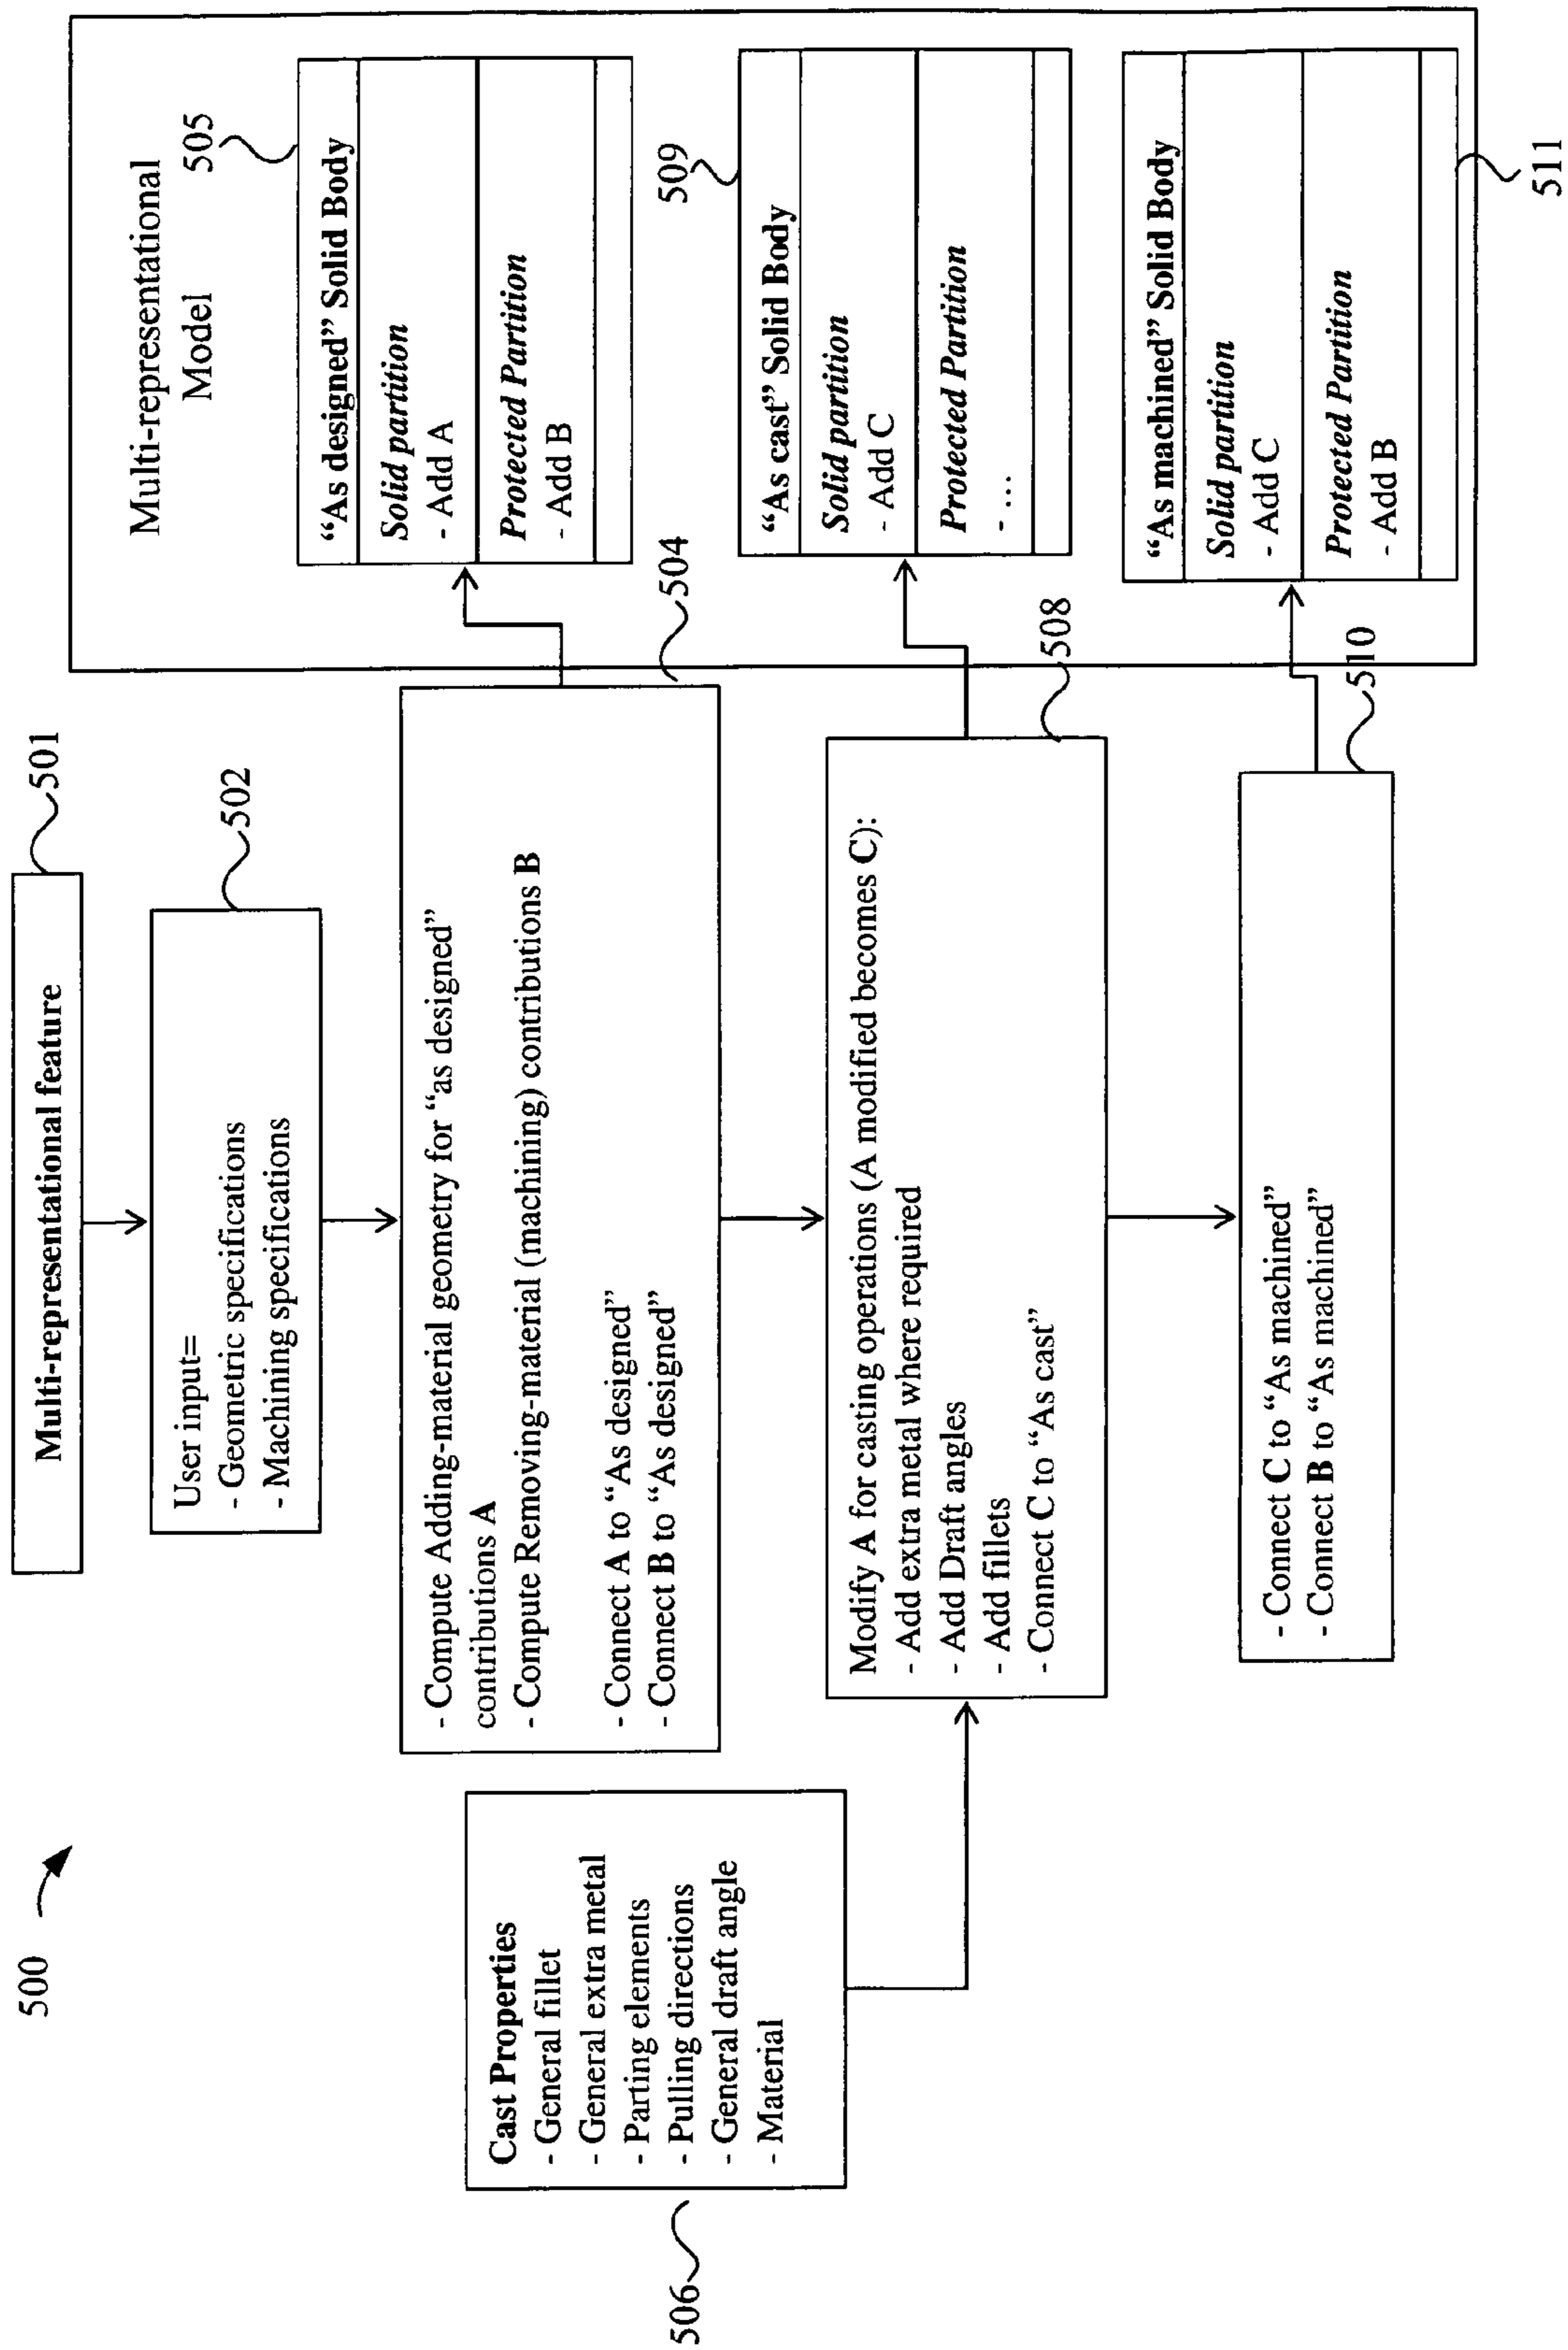 500
Multi-representational feature
501
User input=
- Geometric specifications
- Machining specifications
502
- Compute Adding-material geometry for “as designed”
contributions A
- Compute Removing-material (machining) contributions B
- Connect A to “As designed”
- Connect B to “As designed”
504
Cast Properties
- General fillet
- General extra metal
- Parting elements
- Pulling directions
- General draft angle
- Material
506
Modify A for casting operations (A modified becomes C):
- Add extra metal where required
- Add Draft angles
- Add fillets
- Connect C to “As cast”
508
- Connect C to “As machined”
- Connect B to “As machined”
510
Multi-representational
Model
505
“As designed” Solid Body
Solid partition
- Add A
Protected Partition
- Add B
509
“As cast” Solid Body
Solid partition
- Add C
Protected Partition
- ...
“As machined” Solid Body
Solid partition
- Add C
Protected Partition
- Add B
511